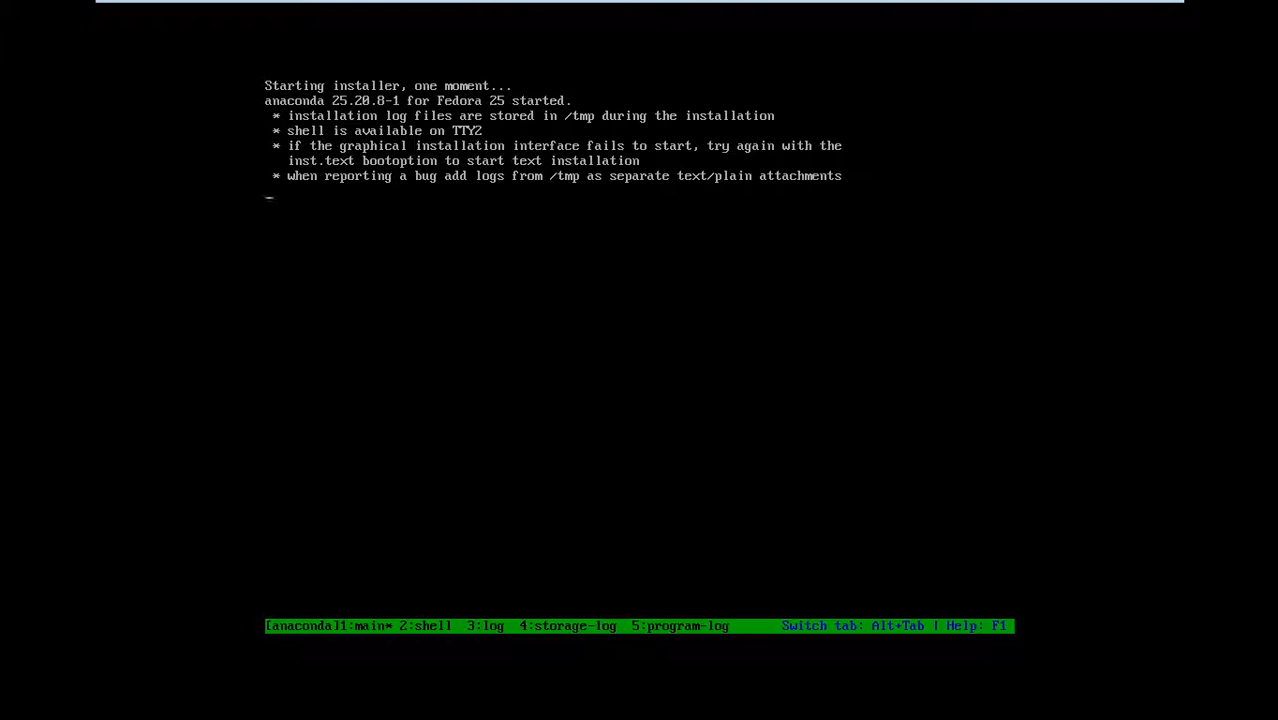 Starting installer, one moment...
anaconda 25.20.8-1 for Fedora 25 started.
* installation log files are stored in /tmp during the installation
* shell is available on TTY2
* if the graphical installation interface fails to start, try again with the
inst.text bootoption to start text installation
* when reporting a bug add logs from /tmp as separate text/plain attachments
[anaconda]1:main* 2:shell  3:log  4:storage-log  5:program-log Switch tab: Alt+Tab | Help: F1